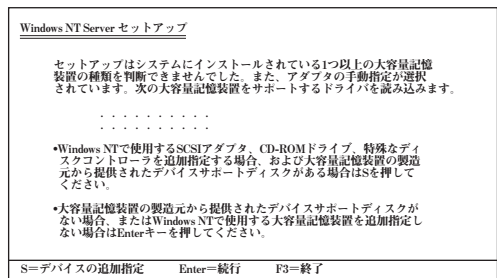 Windows NT Server セットアップ
セットアップはシステムにインストールされている1つ以上の大容量記憶
装置の種類を判断できませんでした。また、アダプタの手動指定が選択
されています。次の大容量記憶装置をサポートするドライバを読み込みます。
. . . . . . . . . .
. . . . . . . . . .
•Windows NTで使用するSCSIアダプタ、CD-ROMドライブ、特殊なディ
スクコントローラを追加指定する場合、および大容量記憶装置の製造
元から提供されたデバイスサポートディスクがある場合はSを押して
ください。
•大容量記憶装置の製造元から提供されたデバイスサポートディスクが
ない場合、またはWindows NTで使用する大容量記憶装置を追加指定し
ない場合はEnterキーを押してください。
S=デバイスの追加指定 Enter=続行 F3=終了